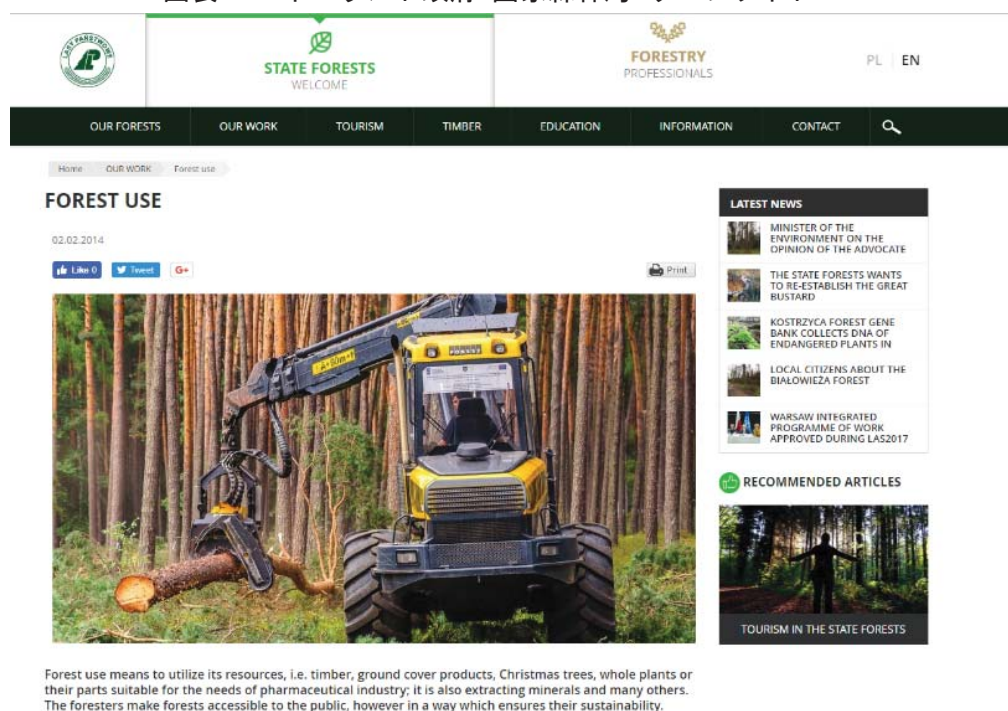 LASY PAŃSTWOWE
STATE FORESTS
WELCOME
FORESTRY
PROFESSIONALS
PL | EN
OUR FORESTS OUR WORK TOURISM TIMBER EDUCATION INFORMATION CONTACT
Home OUR WORK Forest use
FOREST USE
02.02.2014
Like 0 Tweet G+ Print
PONSSE
LATEST NEWS
MINISTER OF THE
ENVIRONMENT ON THE
OPINION OF THE ADVOCATE
THE STATE FORESTS WANTS
TO RE-ESTABLISH THE GREAT
BUSTARD
KOSTRZYCA FOREST GENE
BANK COLLECTS DNA OF
ENDANGERED PLANTS IN
LOCAL CITIZENS ABOUT THE
BIAŁOWIEŻA FOREST
WARSAW INTEGRATED
PROGRAMME OF WORK
APPROVED DURING LAS2017
RECOMMENDED ARTICLES
TOURISM IN THE STATE FORESTS
Forest use means to utilize its resources, i.e. timber, ground cover products, Christmas trees, whole plants or
their parts suitable for the needs of pharmaceutical industry; it is also extracting minerals and many others.
The foresters make forests accessible to the public, however in a way which ensures their sustainability.